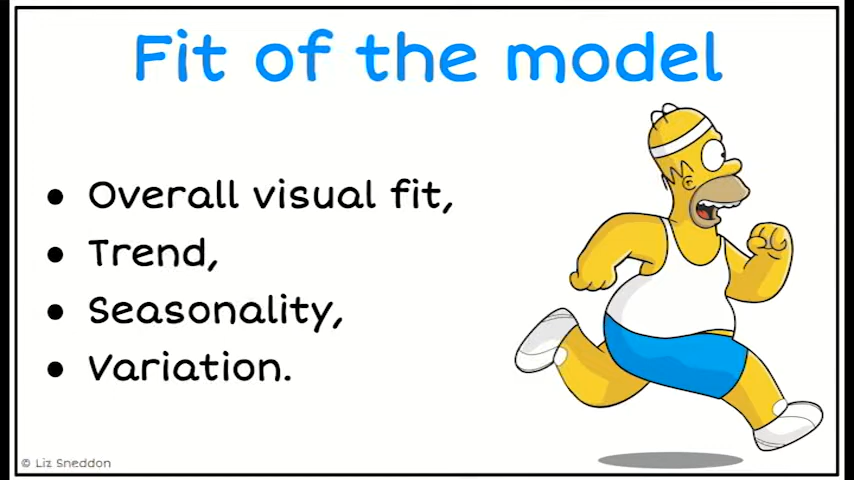 Fit of the model
• Overall visual fit,
• Trend,
• Seasonality,
• Variation.
© Liz Sneddon